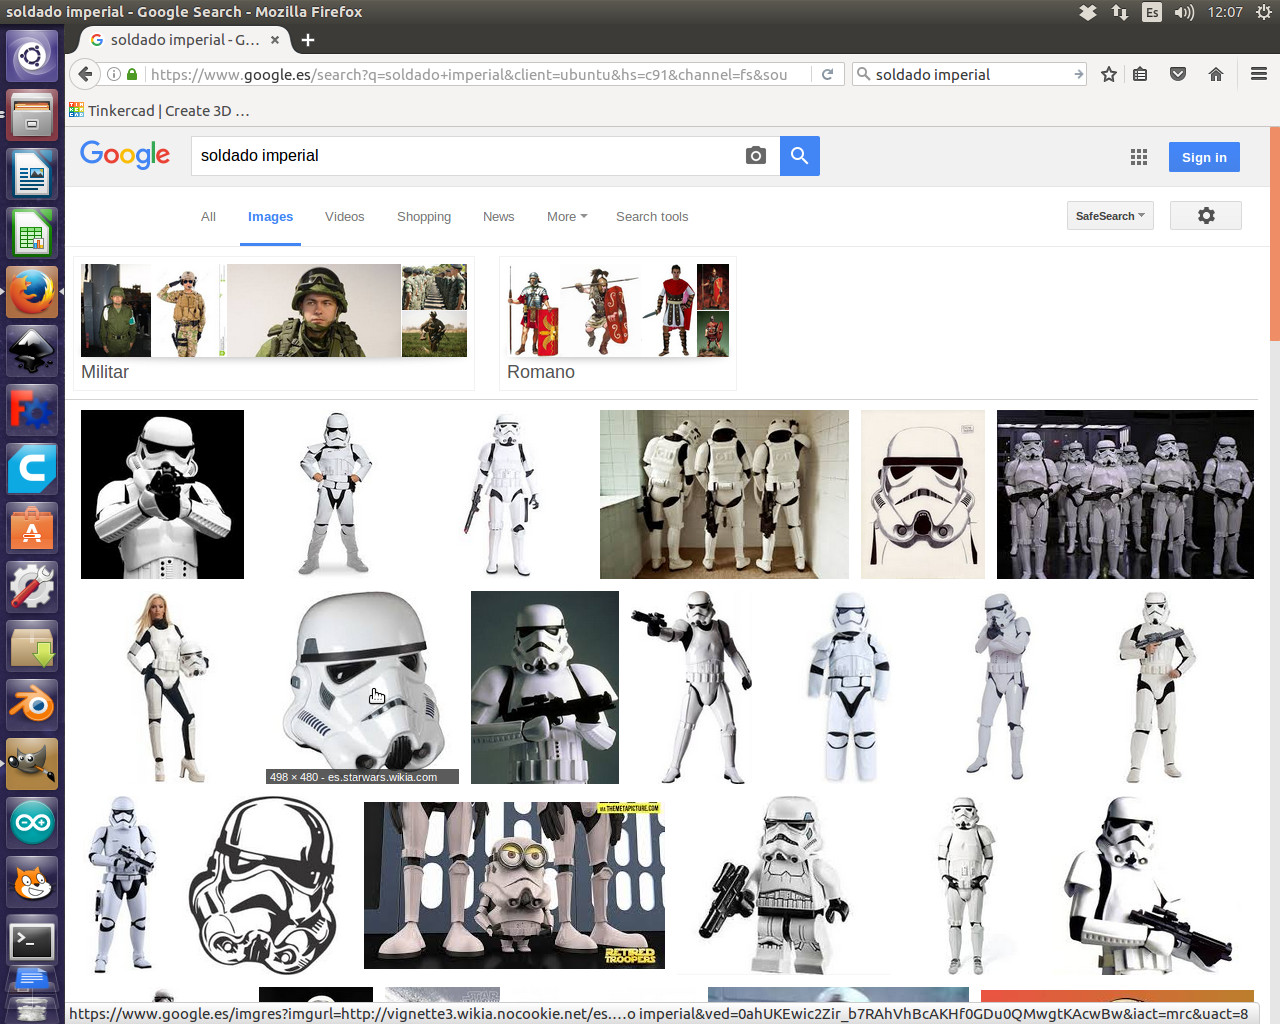 soldado imperial - Google Search - Mozilla Firefox
Es
12:07
soldado imperial - G...
https://www.google.es/search?q=soldado+imperial&client=ubuntu&hs=c91&channel=fs&sou
soldado imperial
Tinkercad | Create 3D ...
Google
soldado imperial
Sign in
All
Images
Videos
Shopping
News
More
Search tools
SafeSearch
Militar
Romano
498 × 480 - es.starwars.wikia.com
VIA THEMETAPICTURE.COM
RETIRED
TROOPERS
https://www.google.es/imgres?imgurl=http://vignette3.wikia.nocookie.net/es....o imperial&ved=0ahUKEwic2Zir_b7RAhVhBcAKHf0GDu0QMwgtKAcwBw&iact=mrc&uact=8